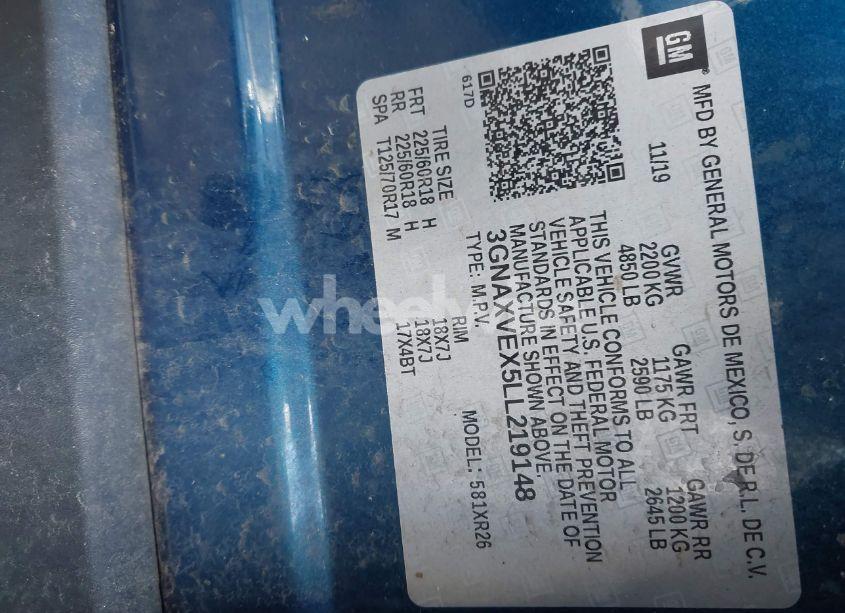 GM
MFD BY GENERAL MOTORS DE MEXICO, S. DE R.L. DE C.V.
11/19 GVWR GAWR FRT GAWR RR
2200 KG 1175 KG 1200 KG
4850 LB 2590 LB 2645 LB
THIS VEHICLE CONFORMS TO ALL
APPLICABLE U.S. FEDERAL MOTOR
VEHICLE SAFETY AND THEFT PREVENTION
STANDARDS IN EFFECT ON THE DATE OF
MANUFACTURE SHOWN ABOVE.
3GNAXVEX5LL219148
617D TYPE: M.P.V. MODEL: 581XR26
TIRE SIZE RIM
FRT 225/60R18 H 18X7J
RR 225/60R18 H 18X7J
SPA T125/70R17 M 17X4BT